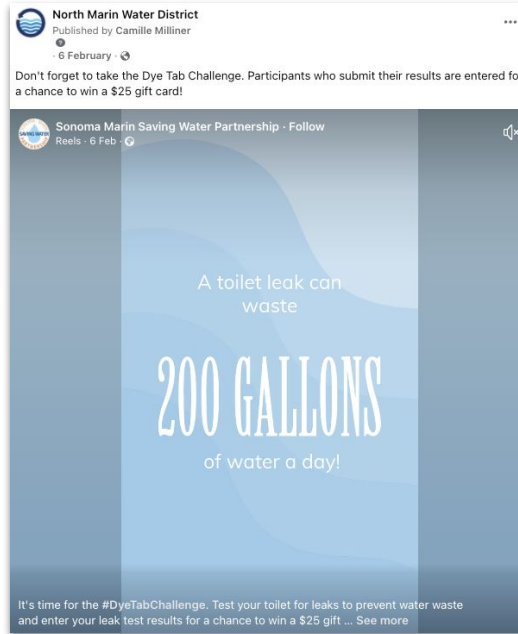 North Marin Water District
Published by Camille Milliner
· 6 February ·
Don't forget to take the Dye Tab Challenge. Participants who submit their results are entered fo
a chance to win a $25 gift card!
SAVING WATER
Sonoma Marin Saving Water Partnership · Follow
Reels · 6 Feb ·
A toilet leak can
waste
200 GALLONS
of water a day!
It's time for the #DyeTabChallenge. Test your toilet for leaks to prevent water waste
and enter your leak test results for a chance to win a $25 gift ... See more